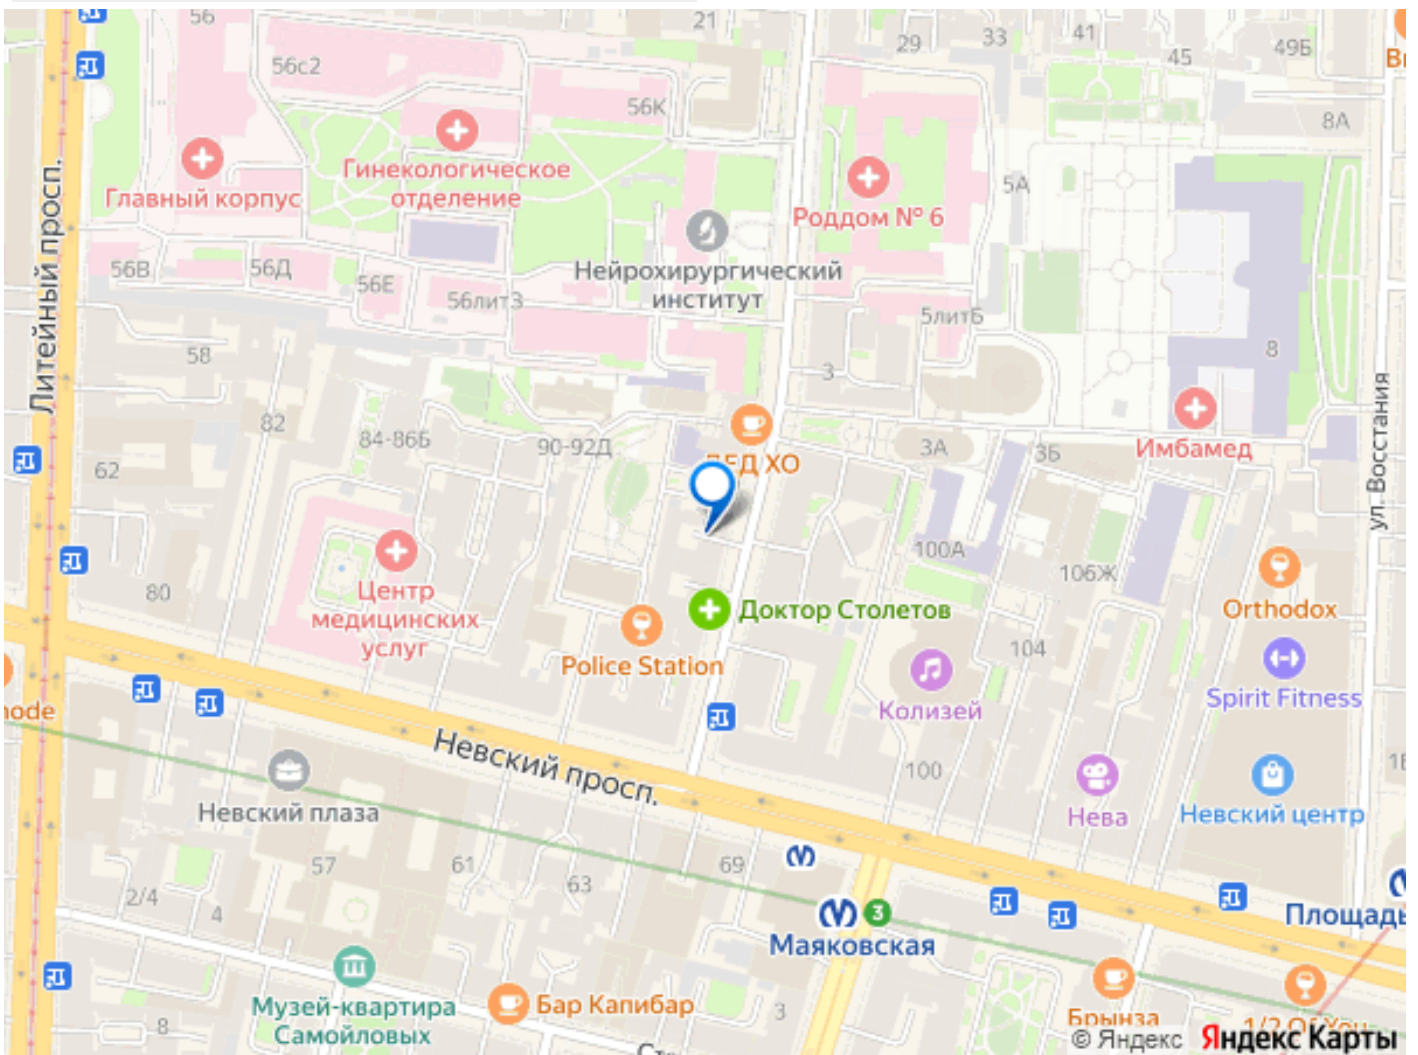 56
21
29
33
41
45
49Б
56с2
56К
8А
Гинекологическое
отделение
Главный корпус
Роддом № 6
5А
Литейный просп.
56В
56Д
56Е
56лит3
Нейрохирургический
институт
5литБ
58
3
8
82
84-86Б
90-92Д
ХО
3А
3Б
Имбамед
ул. Восстания
62
100А
106Ж
80
Центр
медицинских
услуг
Доктор Столетов
Police Station
Orthodox
104
Колизей
Spirit Fitness
Невский просп.
100
Невский плаза
Нева
Невский центр
57
61
63
69
2/4
4
3
Маяковская
Площадь
Музей-квартира
Самойловых
Бар Капибар
3
8
Брынза
© Яндекс
Яндекс Карты